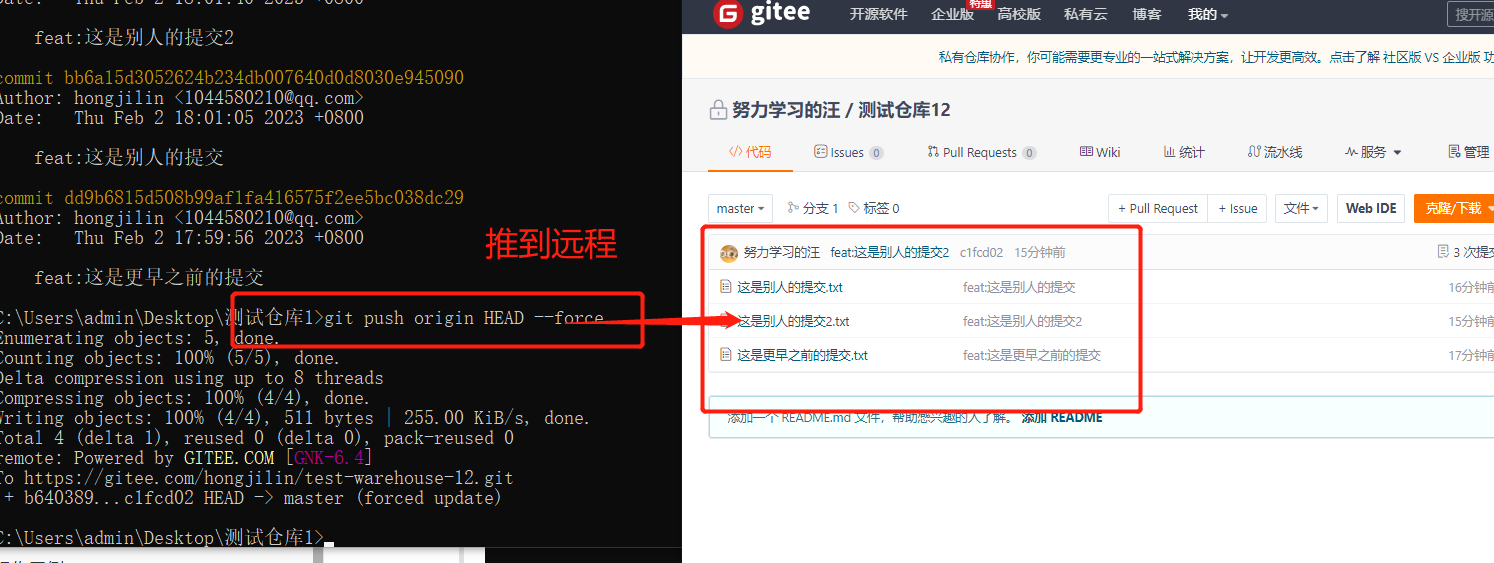 feat:这是别人的提交2
commit bb6a15d3052624b234db007640d0d8030e945090
Author: hongjilin <1044580210@qq.com>
Date: Thu Feb 2 18:01:05 2023 +0800
feat:这是别人的提交
commit dd9b6815d508b99af1fa416575f2ee5bc038dc29
Author: hongjilin <1044580210@qq.com>
Date: Thu Feb 2 17:59:56 2023 +0800
feat:这是更早之前的提交
C:\Users\admin\Desktop\测试仓库1>git push origin HEAD --force
Enumerating objects: 5, done.
Counting objects: 100% (5/5), done.
Delta compression using up to 8 threads
Compressing objects: 100% (4/4), done.
Writing objects: 100% (4/4), 511 bytes | 255.00 KiB/s, done.
Total 4 (delta 1), reused 0 (delta 0), pack-reused 0
remote: Powered by GITEE.COM [GNK-6.4]
To https://gitee.com/hongjilin/test-warehouse-12.git
+ b640389...c1fcd02 HEAD -> master (forced update)
C:\Users\admin\Desktop\测试仓库1>
推到远程
G gitee 开源软件 企业版 特惠 高校版 私有云 博客 我的 搜开源
私有仓库协作，你可能需要更专业的一站式解决方案，让开发更高效。点击了解 社区版 VS 企业版 功
努力学习的汪 / 测试仓库12
代码 Issues 0 Pull Requests 0 Wiki 统计 流水线 服务 管理
master 分支 1 标签 0 + Pull Request + Issue 文件 Web IDE 克隆/下载
努力学习的汪 feat:这是别人的提交2 c1fcd02 15分钟前 3 次提交
这是别人的提交.txt feat:这是别人的提交 16分钟前
这是别人的提交2.txt feat:这是别人的提交2 15分钟前
这是更早之前的提交.txt feat:这是更早之前的提交 17分钟前
添加一个 README.md 文件，帮助感兴趣的人了解。 添加 README